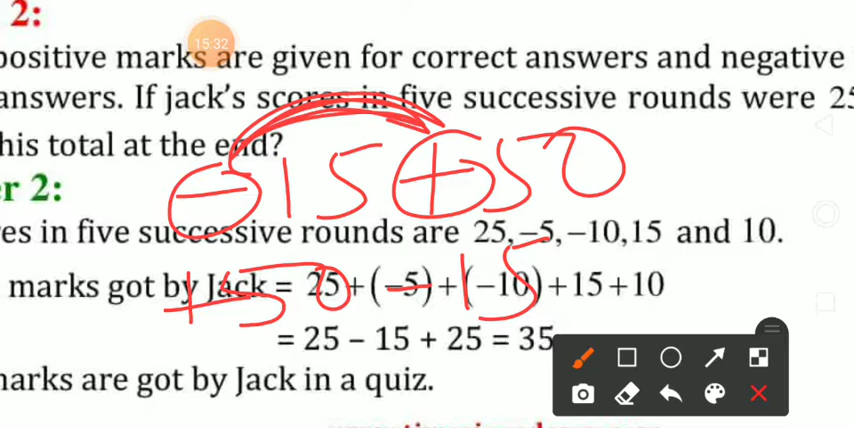 2:
15:32
positive marks are given for correct answers and negative
answers. If jack's scores in five successive rounds were 25
his total at the end?
-15+50
r 2:
es in five successive rounds are 25,−5,−10,15 and 10.
marks got by Jack = 25+(−5)+(−10)+15+10
+50-15
= 25 − 15 + 25 = 35
marks are got by Jack in a quiz.